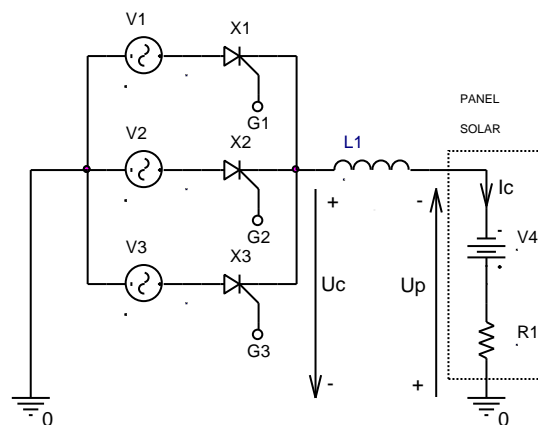 V1
X1
G1
PANEL
SOLAR
V2
X2
L1
G2
+
-
Ic
-
V4
+
V3
X3
Uc
Up
R1
G3
-
+
0
0